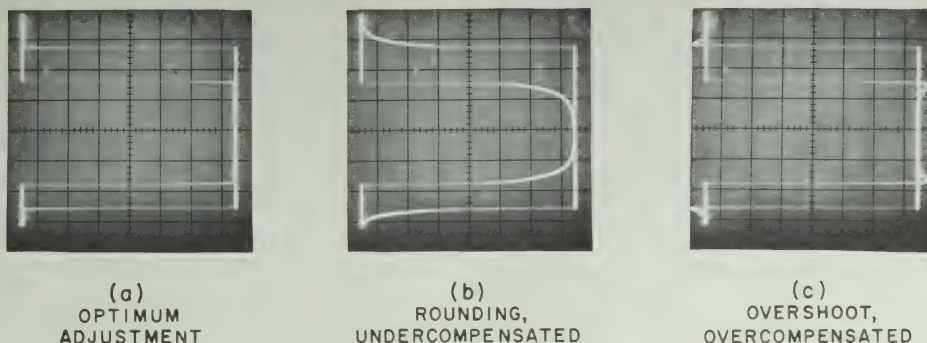 (a)
OPTIMUM
ADJUSTMENT
(b)
ROUNDING,
UNDERCOMPENSATED
(c)
OVERSHOOT,
OVERCOMPENSATED